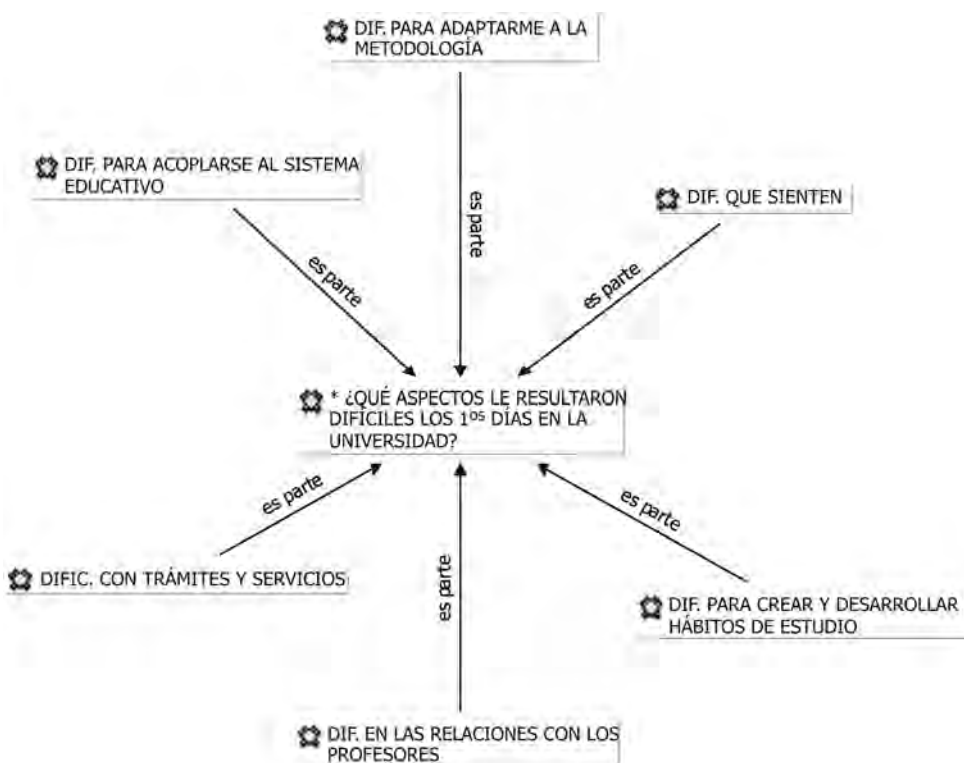 DIF. PARA ADAPTARME A LA
METODOLOGÍA
DIF. PARA ACOPLARSE AL SISTEMA
EDUCATIVO
es parte
DIF. QUE SIENTEN
es parte
es parte
* ¿QUÉ ASPECTOS LE RESULTARON
DIFÍCILES LOS 1ºS DÍAS EN LA
UNIVERSIDAD?
es parte
es parte
es parte
DIFIC. CON TRÁMITES Y SERVICIOS
DIF. PARA CREAR Y DESARROLLAR
HÁBITOS DE ESTUDIO
DIF. EN LAS RELACIONES CON LOS
PROFESORES